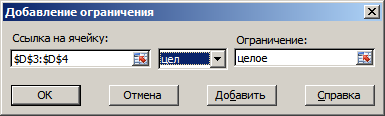 Добавление ограничения
Ссылка на ячейку: Ограничение:
$D$3:$D$4 цел целое
ОК Отмена Добавить Справка